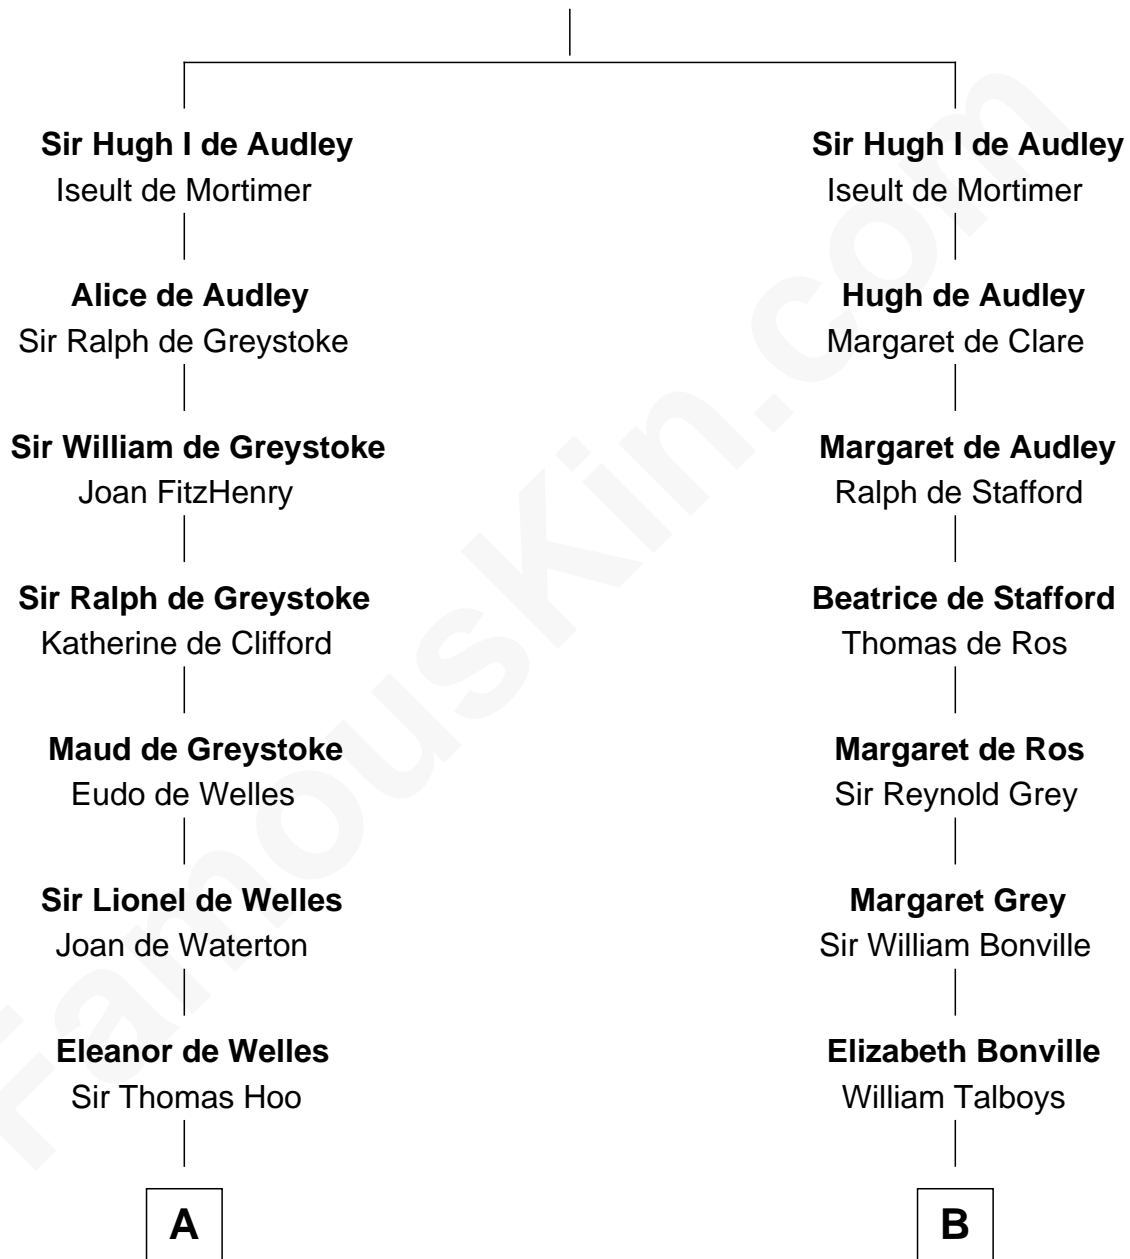 Sir Hugh I de Audley
Iseult de Mortimer
Alice de Audley
Sir Ralph de Greystoke
Sir William de Greystoke
Joan FitzHenry
Sir Ralph de Greystoke
Katherine de Clifford
Maud de Greystoke
Eudo de Welles
Sir Lionel de Welles
Joan de Waterton
Eleanor de Welles
Sir Thomas Hoo
A
Sir Hugh I de Audley
Iseult de Mortimer
Hugh de Audley
Margaret de Clare
Margaret de Audley
Ralph de Stafford
Beatrice de Stafford
Thomas de Ros
Margaret de Ros
Sir Reynold Grey
Margaret Grey
Sir William Bonville
Elizabeth Bonville
William Talboys
B
FamousKin.com